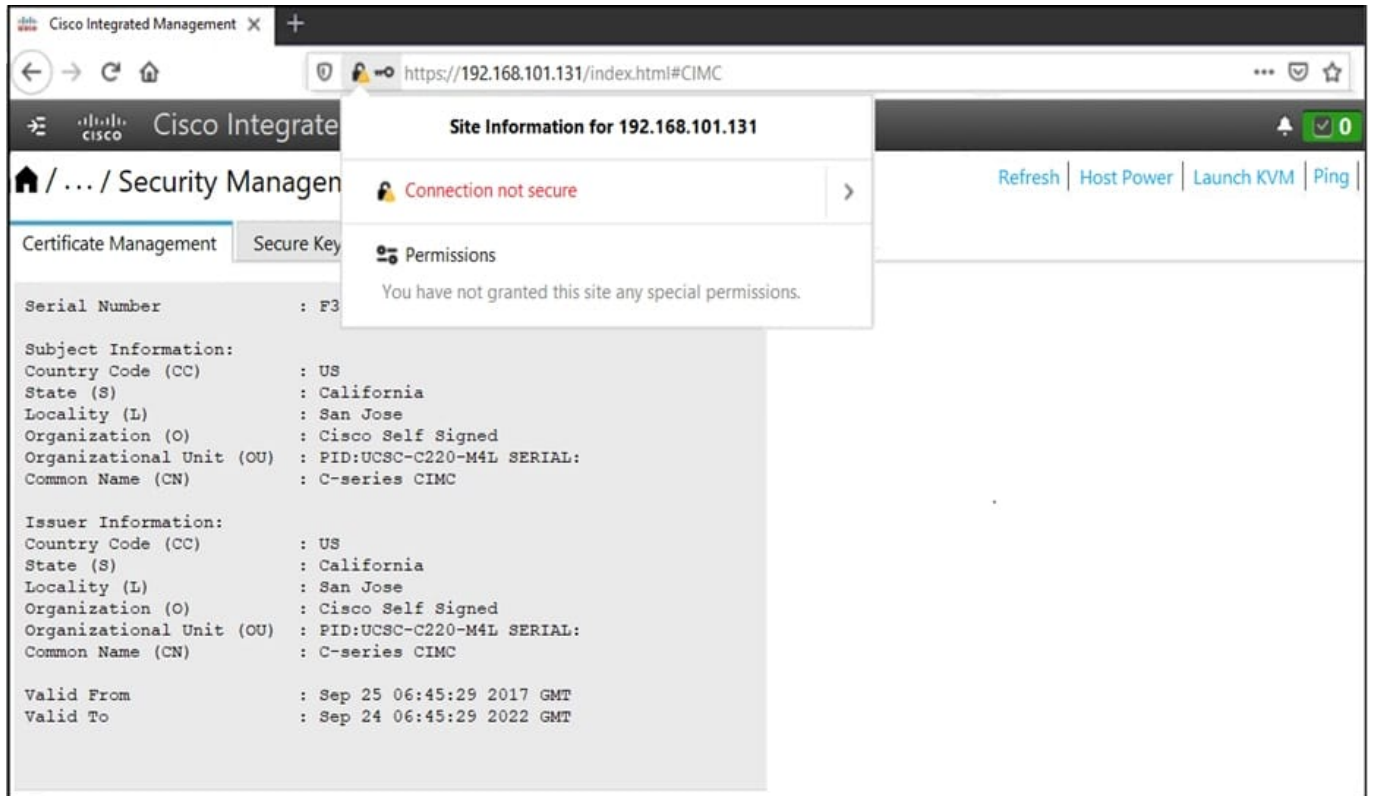 Cisco Integrated Management
https://192.168.101.131/index.html#CIMC
cisco Cisco Integrate
0
Site Information for 192.168.101.131
/ ... / Security Managen
Refresh | Host Power | Launch KVM | Ping |
Connection not secure
Certificate Management Secure Key
Permissions
You have not granted this site any special permissions.
Serial Number : F3
Subject Information:
Country Code (CC) : US
State (S) : California
Locality (L) : San Jose
Organization (O) : Cisco Self Signed
Organizational Unit (OU) : PID:UCSC-C220-M4L SERIAL:
Common Name (CN) : C-series CIMC
Issuer Information:
Country Code (CC) : US
State (S) : California
Locality (L) : San Jose
Organization (O) : Cisco Self Signed
Organizational Unit (OU) : PID:UCSC-C220-M4L SERIAL:
Common Name (CN) : C-series CIMC
Valid From : Sep 25 06:45:29 2017 GMT
Valid To : Sep 24 06:45:29 2022 GMT